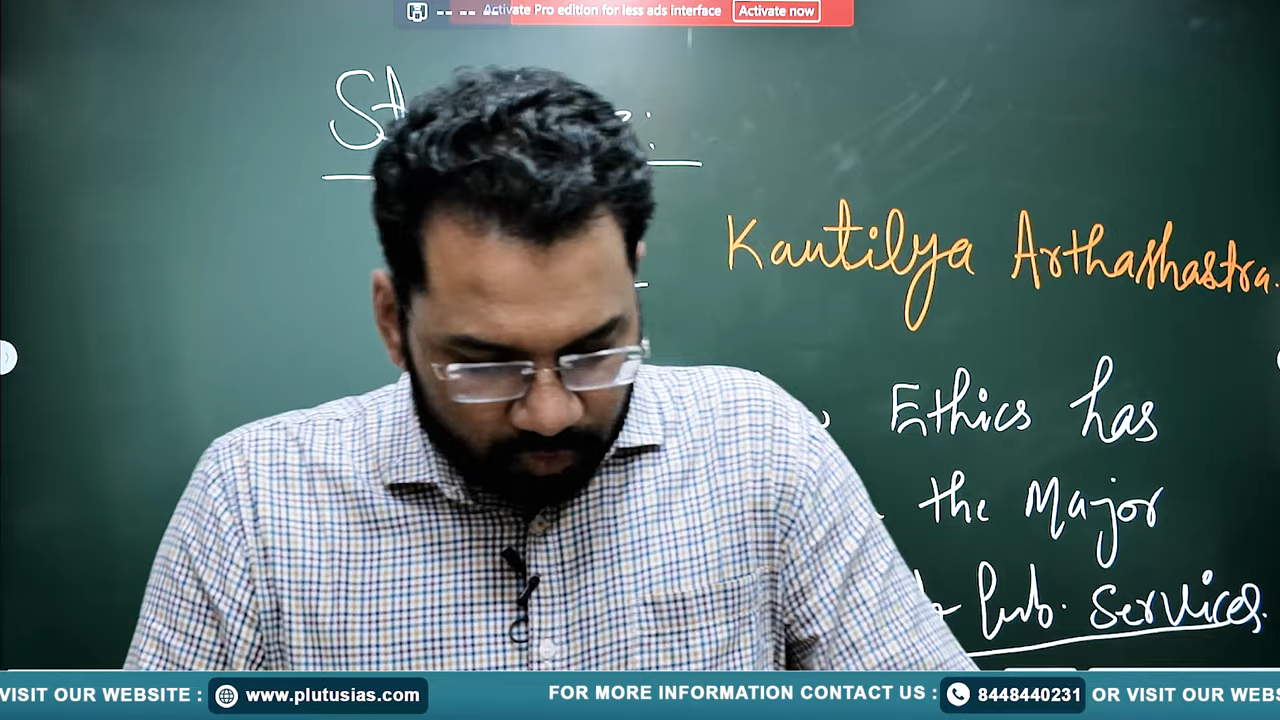 Activate Pro edition for less ads interface Activate now
Kautilya Arthashastra.
Ethics has
the Major
Pub. Services.
VISIT OUR WEBSITE : www.plutusias.com FOR MORE INFORMATION CONTACT US : 8448440231 OR VISIT OUR WEBS